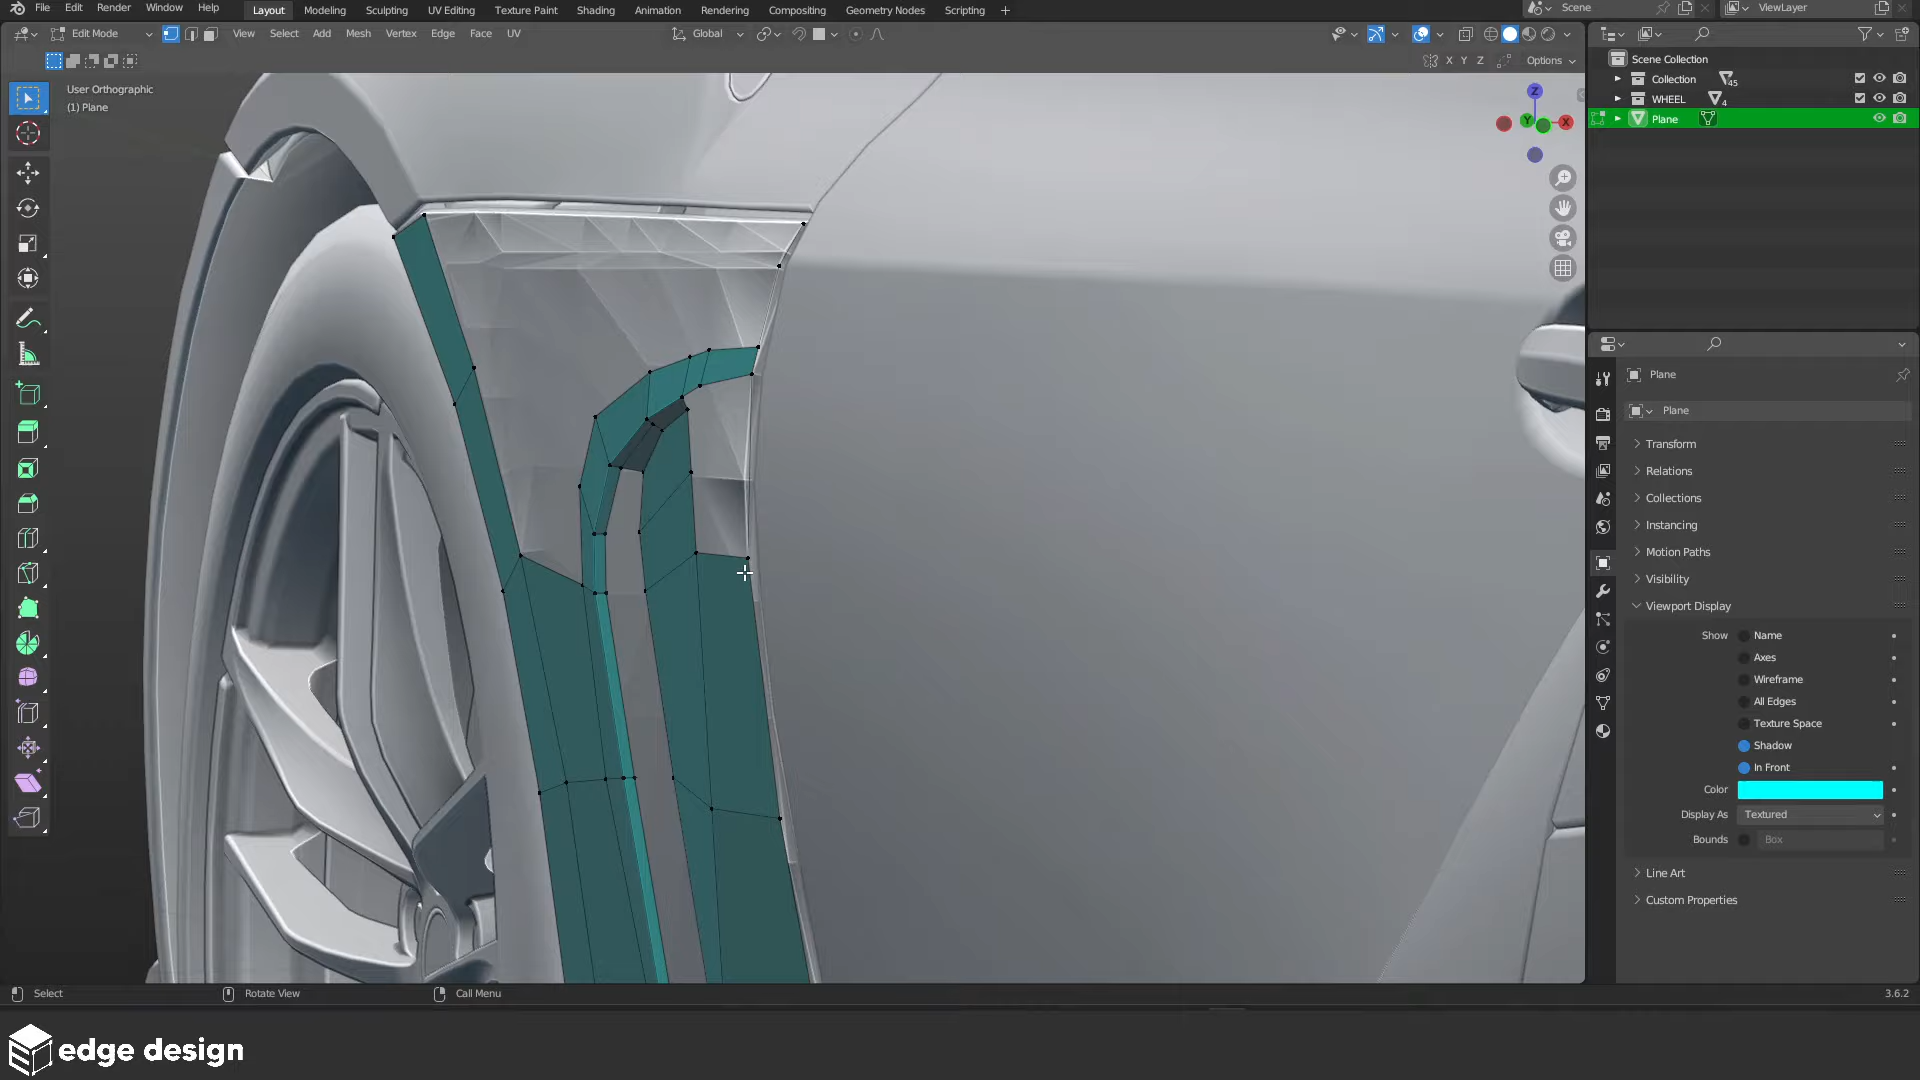 File Edit Render Window Help Layout Modeling Sculpting UV Editing Texture Paint Shading Animation Rendering Compositing Geometry Nodes Scripting + Scene ViewLayer
Edit Mode View Select Add Mesh Vertex Edge Face UV Global
X Y Z Options
User Orthographic
(1) Plane
Z
Y
X
Scene Collection
Collection 45
WHEEL 4
Plane
Plane
Plane
Transform
Relations
Collections
Instancing
Motion Paths
Visibility
Viewport Display
Show Name
Axes
Wireframe
All Edges
Texture Space
Shadow
In Front
Color
Display As Textured
Bounds Box
Line Art
Custom Properties
Select Rotate View Call Menu 3.6.2
edge design